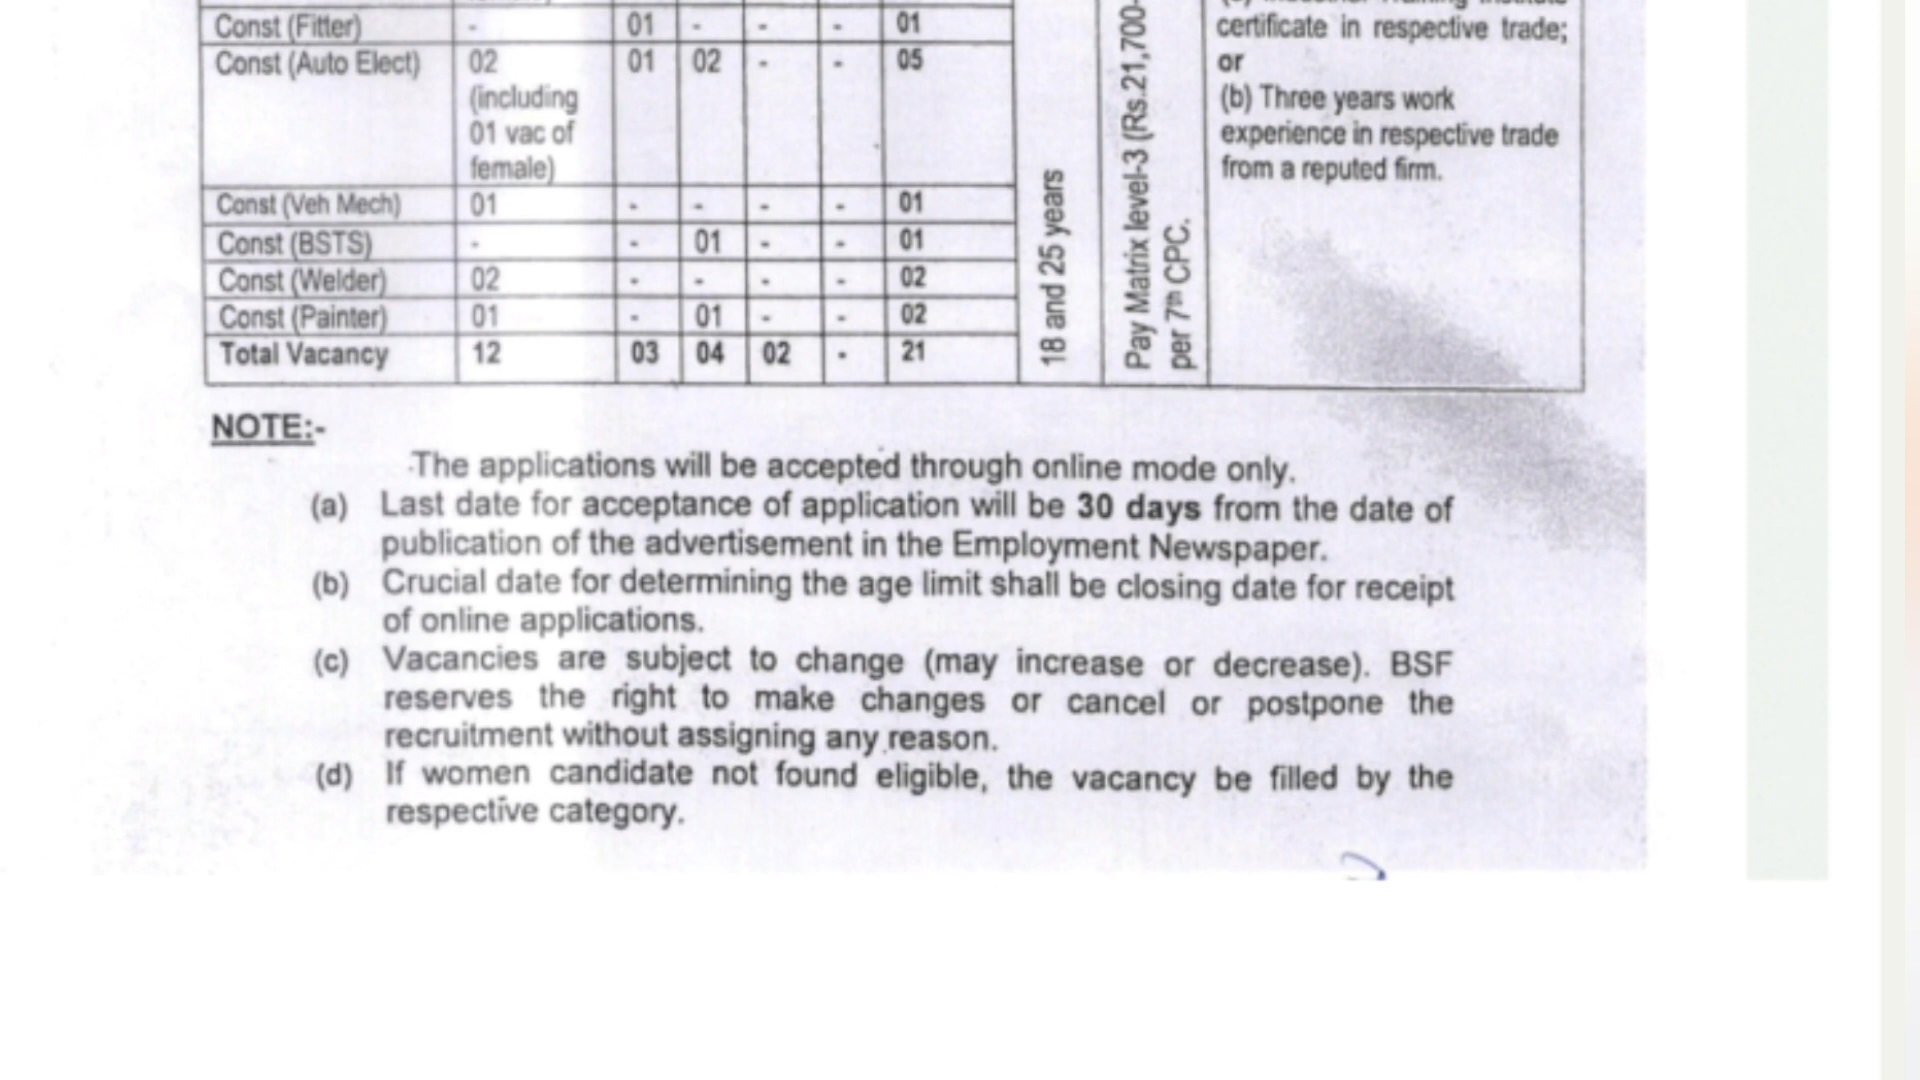 Const (Fitter) - 01 - - - 01
Const (Auto Elect) 02 01 02 - - 05
(including
01 vac of
female)
Const (Veh Mech) 01 - - - - 01
Const (BSTS) - - 01 - - 01
Const (Welder) 02 - - - - 02
Const (Painter) 01 - 01 - - 02
Total Vacancy 12 03 04 02 - 21
18 and 25 years
Pay Matrix level-3 (Rs.21,700-
per 7th CPC.
certificate in respective trade;
or
(b) Three years work
experience in respective trade
from a reputed firm.
NOTE:-
The applications will be accepted through online mode only.
(a) Last date for acceptance of application will be 30 days from the date of
publication of the advertisement in the Employment Newspaper.
(b) Crucial date for determining the age limit shall be closing date for receipt
of online applications.
(c) Vacancies are subject to change (may increase or decrease). BSF
reserves the right to make changes or cancel or postpone the
recruitment without assigning any reason.
(d) If women candidate not found eligible, the vacancy be filled by the
respective category.